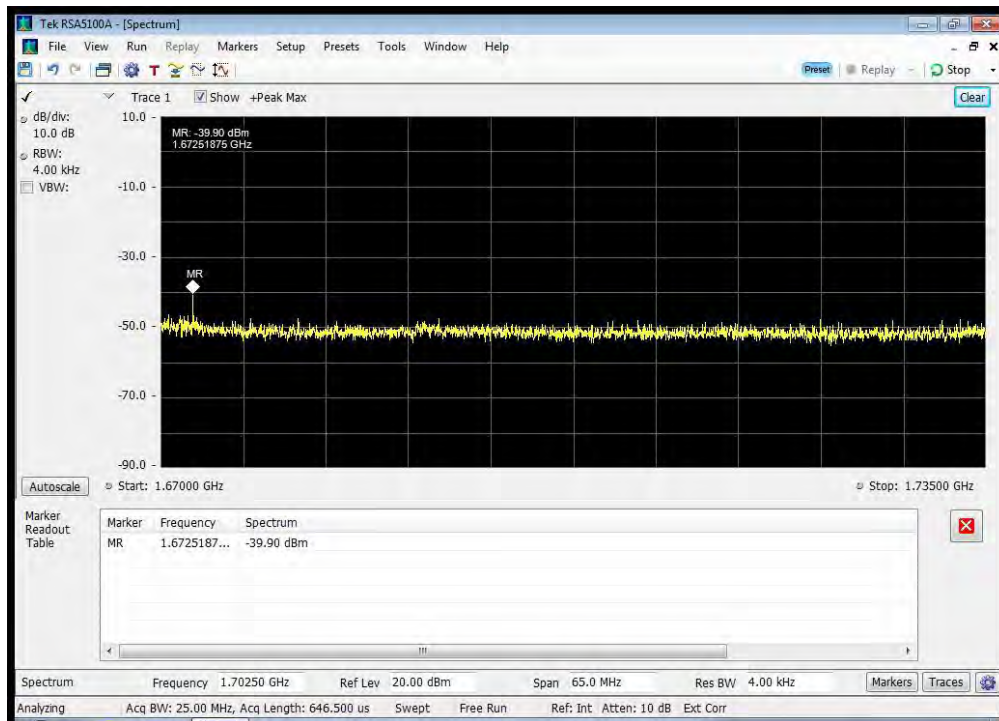 Tek RSA5100A - [Spectrum]
File View Run Replay Markers Setup Presets Tools Window Help
T
Preset Replay Stop
Trace 1 Show +Peak Max Clear
dB/div:
10.0 dB
RBW:
4.00 kHz
VBW:
10.0
-10.0
-30.0
-50.0
-70.0
-90.0
MR: -39.90 dBm
1.67251875 GHz
MR
Autoscale Start: 1.67000 GHz Stop: 1.73500 GHz
Marker
Readout
Table
Marker Frequency Spectrum
MR 1.6725187... -39.90 dBm
Spectrum Frequency 1.70250 GHz Ref Lev 20.00 dBm Span 65.0 MHz Res BW 4.00 kHz Markers Traces
Analyzing Acq BW: 25.00 MHz, Acq Length: 646.500 us Swept Free Run Ref: Int Atten: 10 dB Ext Corr